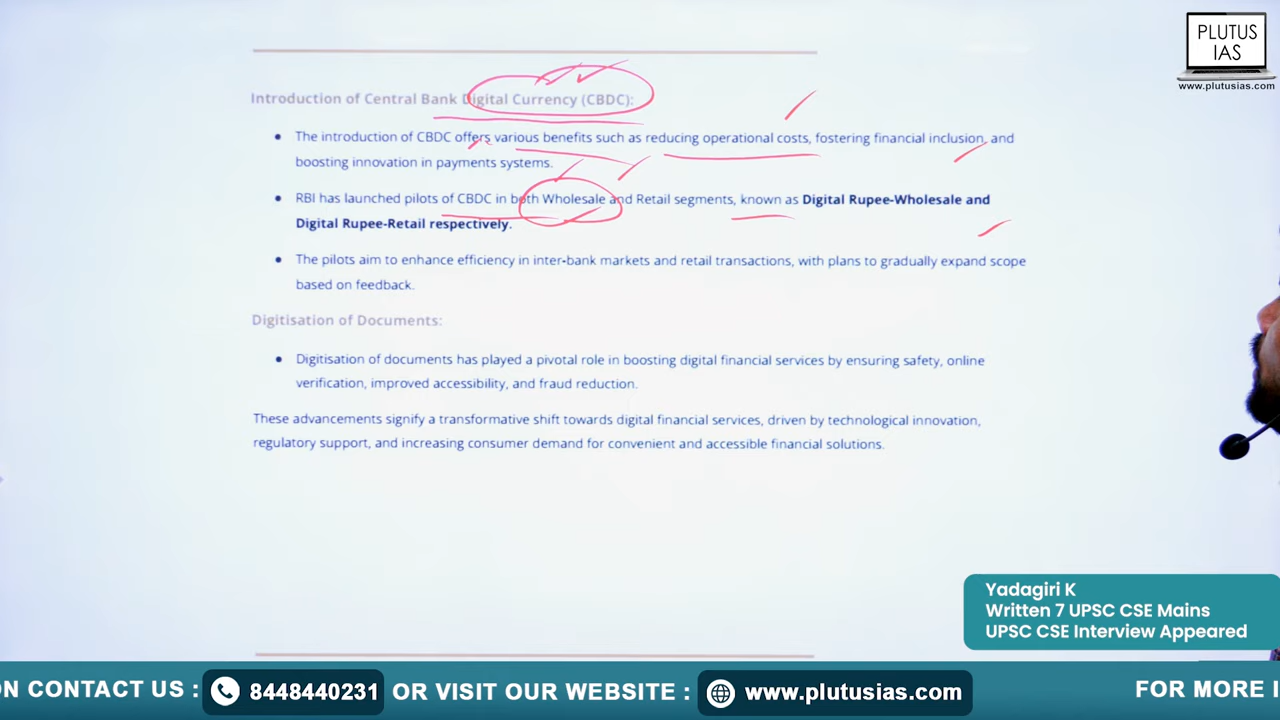 PLUTUS
IAS
www.plutusias.com
Introduction of Central Bank Digital Currency (CBDC):
• The introduction of CBDC offers various benefits such as reducing operational costs, fostering financial inclusion, and
boosting innovation in payments systems.
• RBI has launched pilots of CBDC in both Wholesale and Retail segments, known as Digital Rupee-Wholesale and
Digital Rupee-Retail respectively.
• The pilots aim to enhance efficiency in inter-bank markets and retail transactions, with plans to gradually expand scope
based on feedback.
Digitisation of Documents:
• Digitisation of documents has played a pivotal role in boosting digital financial services by ensuring safety, online
verification, improved accessibility, and fraud reduction.
These advancements signify a transformative shift towards digital financial services, driven by technological innovation,
regulatory support, and increasing consumer demand for convenient and accessible financial solutions.
Yadagiri K
Written 7 UPSC CSE Mains
UPSC CSE Interview Appeared
ON CONTACT US : 8448440231 OR VISIT OUR WEBSITE : www.plutusias.com FOR MORE I